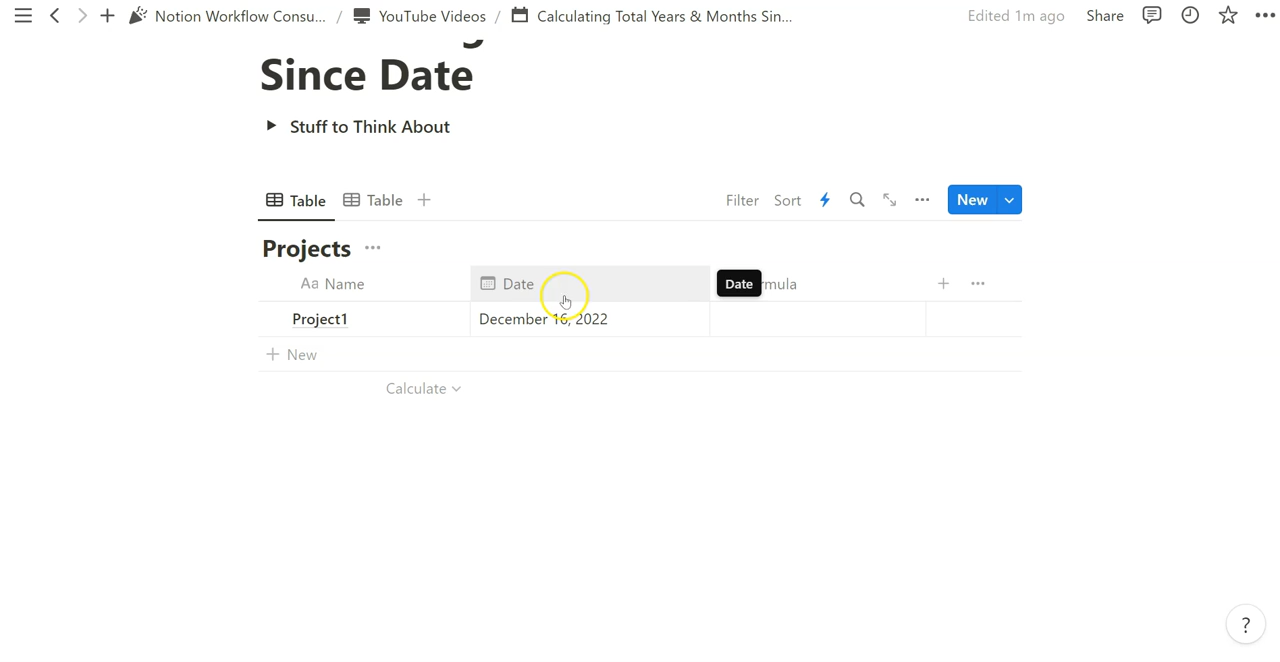 Notion Workflow Consu... / YouTube Videos / Calculating Total Years & Months Sin... Edited 1m ago Share
Since Date
Stuff to Think About
Table Table Filter Sort New
Projects
Aa Name Date Date rmula
Project1 December 16, 2022
New
Calculate
?